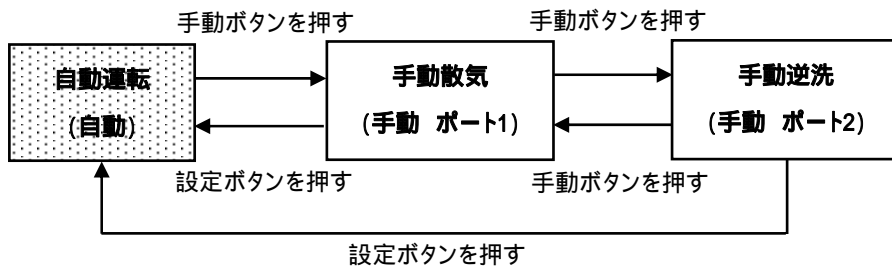 手動ボタンを押す
手動ボタンを押す
自動運転
(自動)
手動散気
(手動 ポート1)
手動逆洗
(手動 ポート2)
設定ボタンを押す
手動ボタンを押す
設定ボタンを押す